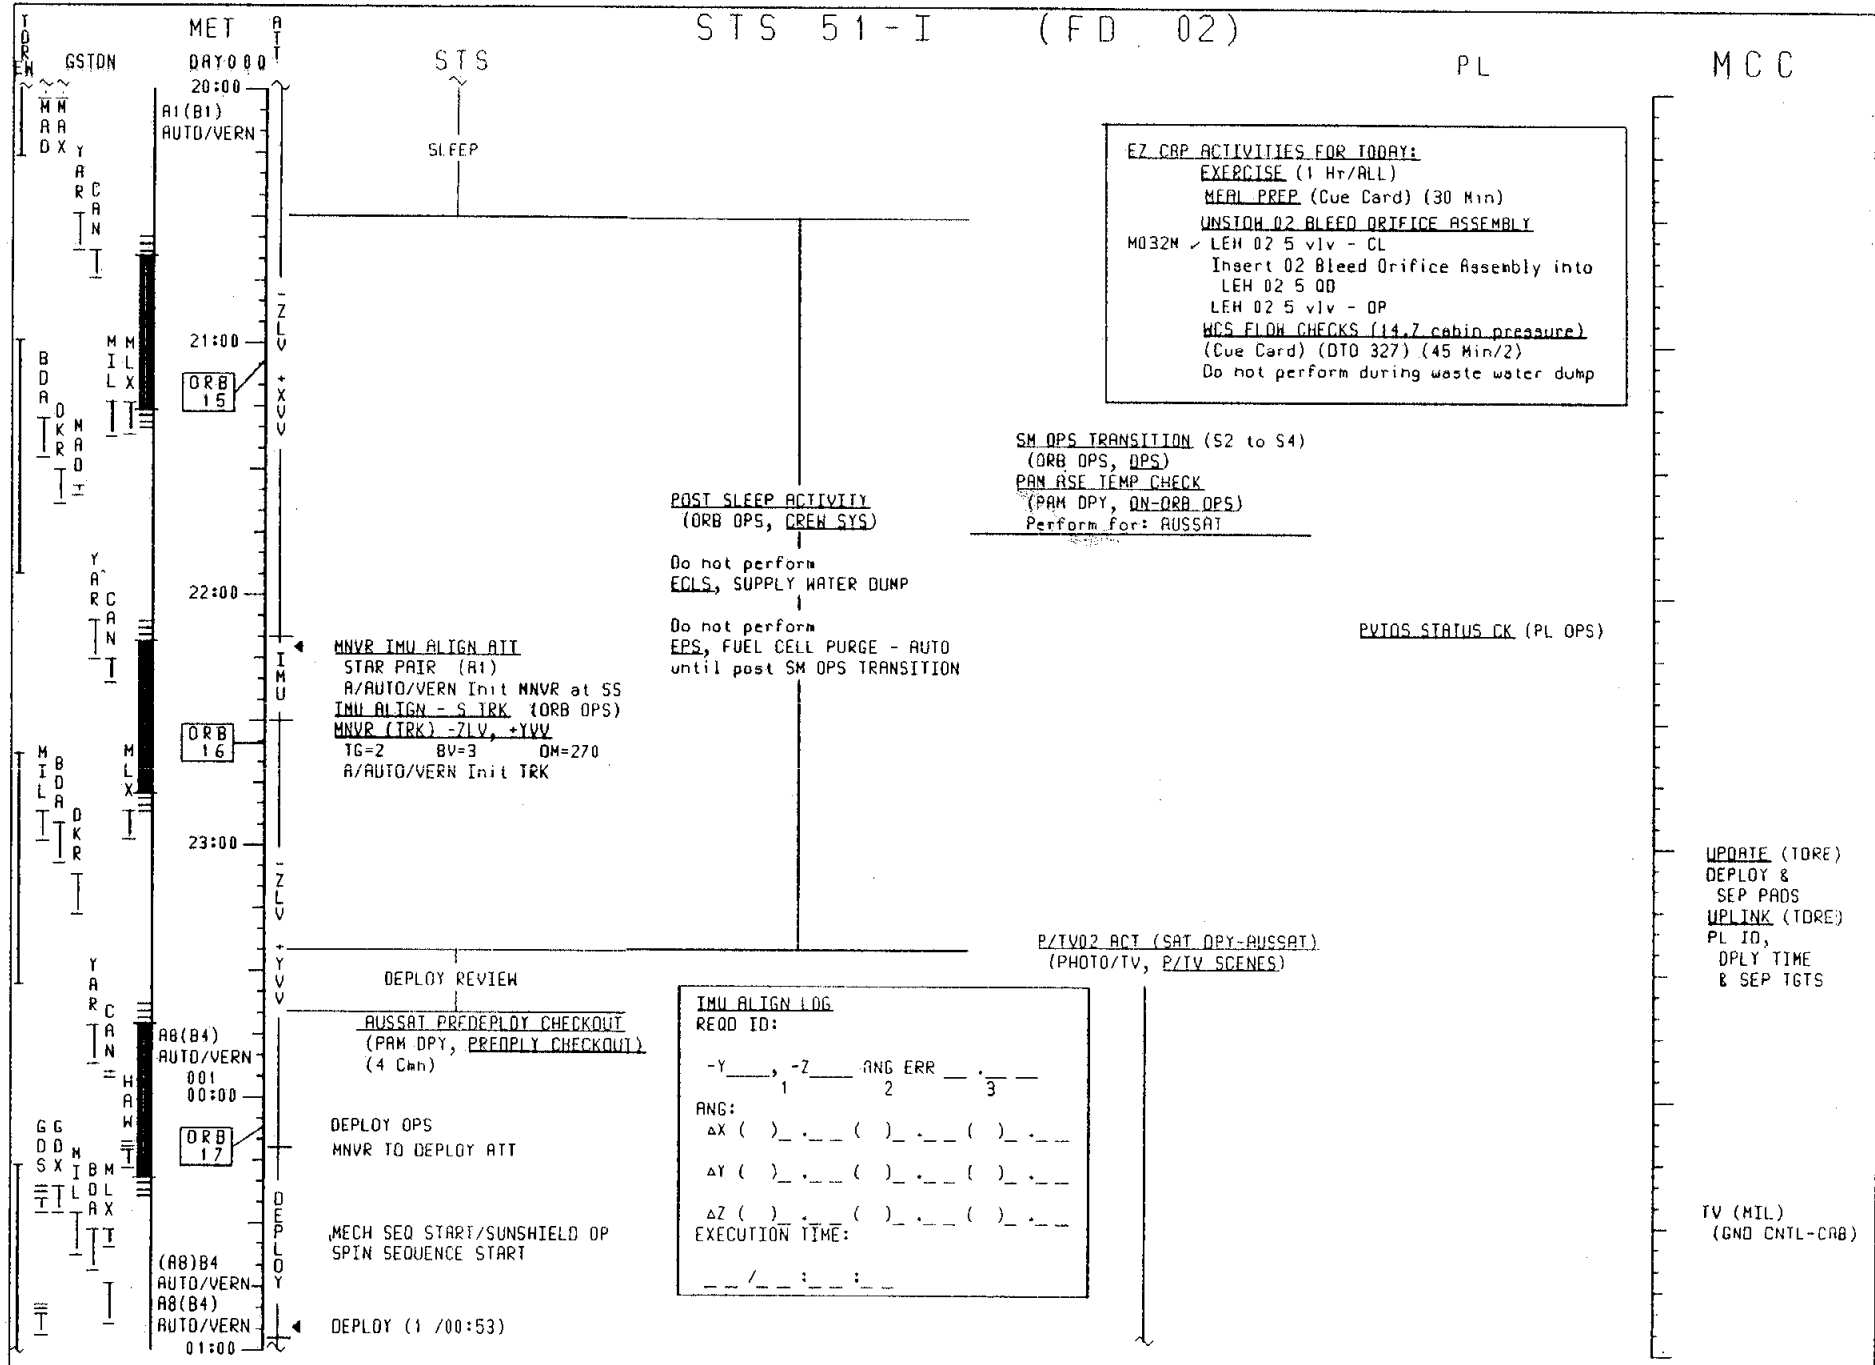 STS 51-I (FD 02)
TDRE
EW
GSTDN
MET
DAY 000
ATT
STS
PL
MCC
20:00
A1(B1)
AUTO/VERN
MAD
MAX
YAR
CAN
SLEEP
EZ CAP ACTIVITIES FOR TODAY:
EXERCISE (1 Hr/ALL)
MEAL PREP (Cue Card) (30 Min)
UNSTOW O2 BLEED ORIFICE ASSEMBLY
MO32M ✓ LEH O2 5 vlv - CL
Insert O2 Bleed Orifice Assembly into
LEH O2 5 QD
LEH O2 5 vlv - OP
WCS FLOW CHECKS (14.7 cabin pressure)
(Cue Card) (DTO 327) (45 Min/2)
Do not perform during waste water dump
-ZLV +XVV
21:00
BDA
DKR
MAD
MIL
MLX
ORB
15
SM OPS TRANSITION (S2 to S4)
(ORB OPS, DPS)
PAM ASE TEMP CHECK
(PAM DPY, ON-ORB OPS)
Perform for: AUSSAT
POST SLEEP ACTIVITY
(ORB OPS, CREW SYS)
Do not perform
ECLS, SUPPLY WATER DUMP
Do not perform
EPS, FUEL CELL PURGE - AUTO
until post SM OPS TRANSITION
YAR
CAN
22:00
PVTOS STATUS CK (PL OPS)
IMU
MNVR IMU ALIGN ATT
STAR PAIR (A1)
A/AUTO/VERN Init MNVR at SS
IMU ALIGN - S TRK (ORB OPS)
MNVR (TRK) -ZLV, +YVV
TG=2 BV=3 OM=270
A/AUTO/VERN Init TRK
ORB
16
MIL
BDA
DKR
MLX
23:00
-ZLV +YVV
UPDATE (TDRE)
DEPLOY &
SEP PADS
UPLINK (TDRE)
PL ID,
DPLY TIME
& SEP TGTS
P/TV02 ACT (SAT DPY-AUSSAT)
(PHOTO/TV, P/TV SCENES)
DEPLOY REVIEW
AUSSAT PREDEPLOY CHECKOUT
(PAM DPY, PREDPLY CHECKOUT)
(4 Cmh)
YAR
CAN
HAW
A8(B4)
AUTO/VERN
001
00:00
ORB
17
IMU ALIGN LOG
REQD ID:
-Y____, -Z____ ANG ERR __ .__ __
1 2 3
ANG:
ΔX ( )_ ._ _ ( )_ ._ _ ( )_ ._ _
ΔY ( )_ ._ _ ( )_ ._ _ ( )_ ._ _
ΔZ ( )_ ._ _ ( )_ ._ _ ( )_ ._ _
EXECUTION TIME:
_ _ /_ _ :_ _ :_ _
DEPLOY OPS
MNVR TO DEPLOY ATT
GDS
GDX
MIL
BDA
MLX
DEPLOY
MECH SEQ START/SUNSHIELD OP
SPIN SEQUENCE START
TV (MIL)
(GND CNTL-CAB)
(A8)B4
AUTO/VERN
A8(B4)
AUTO/VERN
DEPLOY (1 /00:53)
01:00